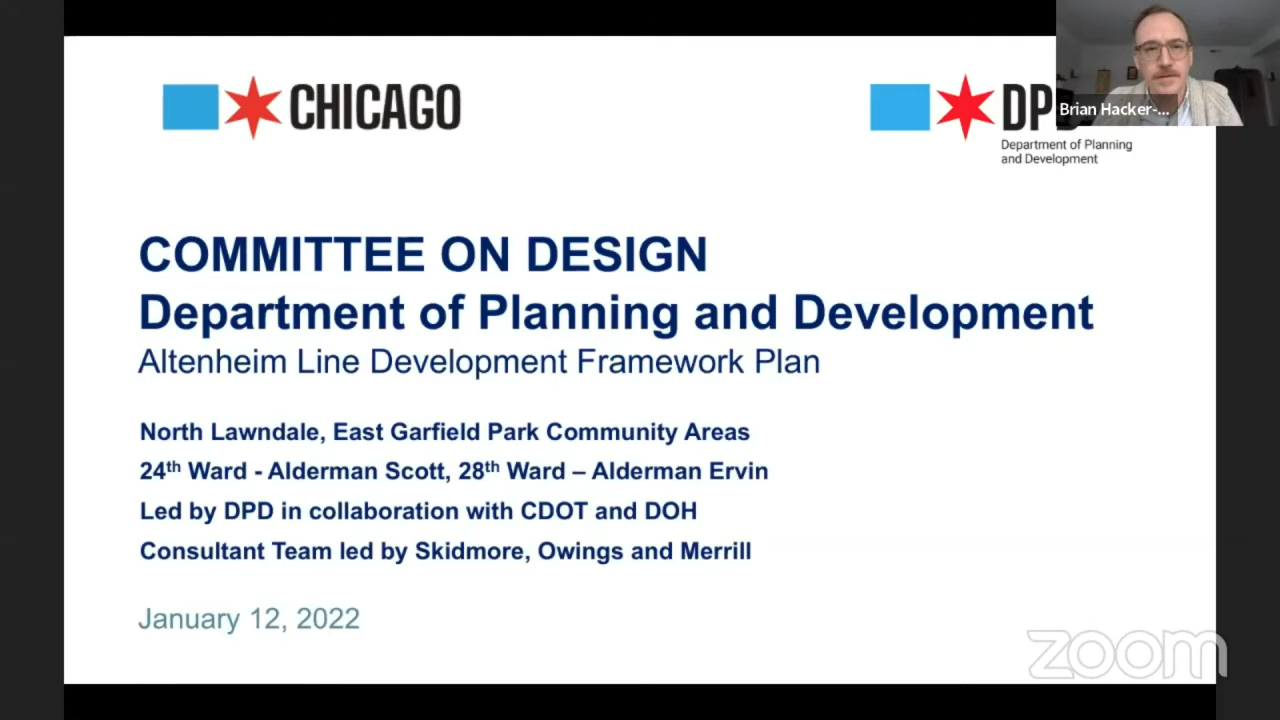 CHICAGO
DPD
Brian Hacker-...
Department of Planning
and Development
COMMITTEE ON DESIGN
Department of Planning and Development
Altenheim Line Development Framework Plan
North Lawndale, East Garfield Park Community Areas
24th Ward - Alderman Scott, 28th Ward – Alderman Ervin
Led by DPD in collaboration with CDOT and DOH
Consultant Team led by Skidmore, Owings and Merrill
January 12, 2022
zoom